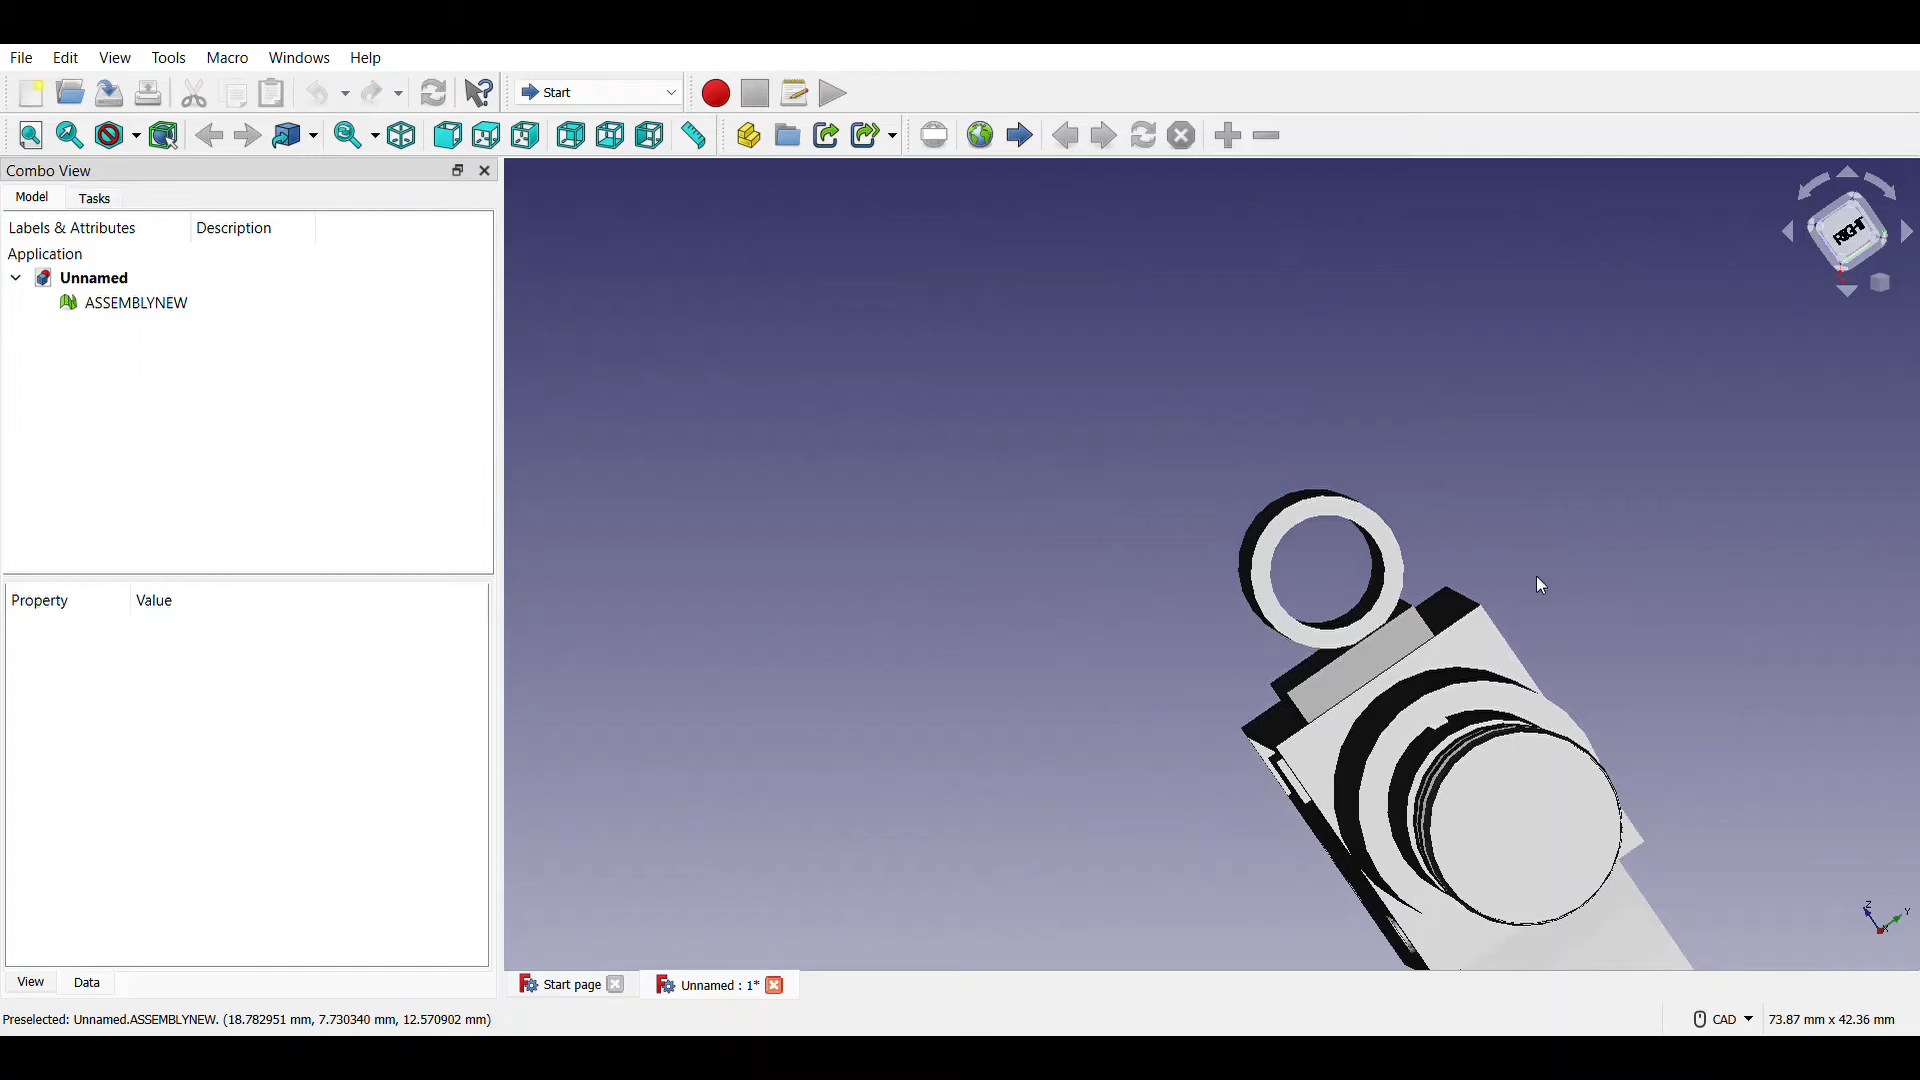 File Edit View Tools Macro Windows Help
Start
Combo View
Model Tasks
Labels & Attributes Description
Application
Unnamed
ASSEMBLYNEW
RIGHT
Property Value
Z
Y
View Data
Start page Unnamed : 1*
Preselected: Unnamed.ASSEMBLYNEW. (18.782951 mm, 7.730340 mm, 12.570902 mm) CAD 73.87 mm x 42.36 mm